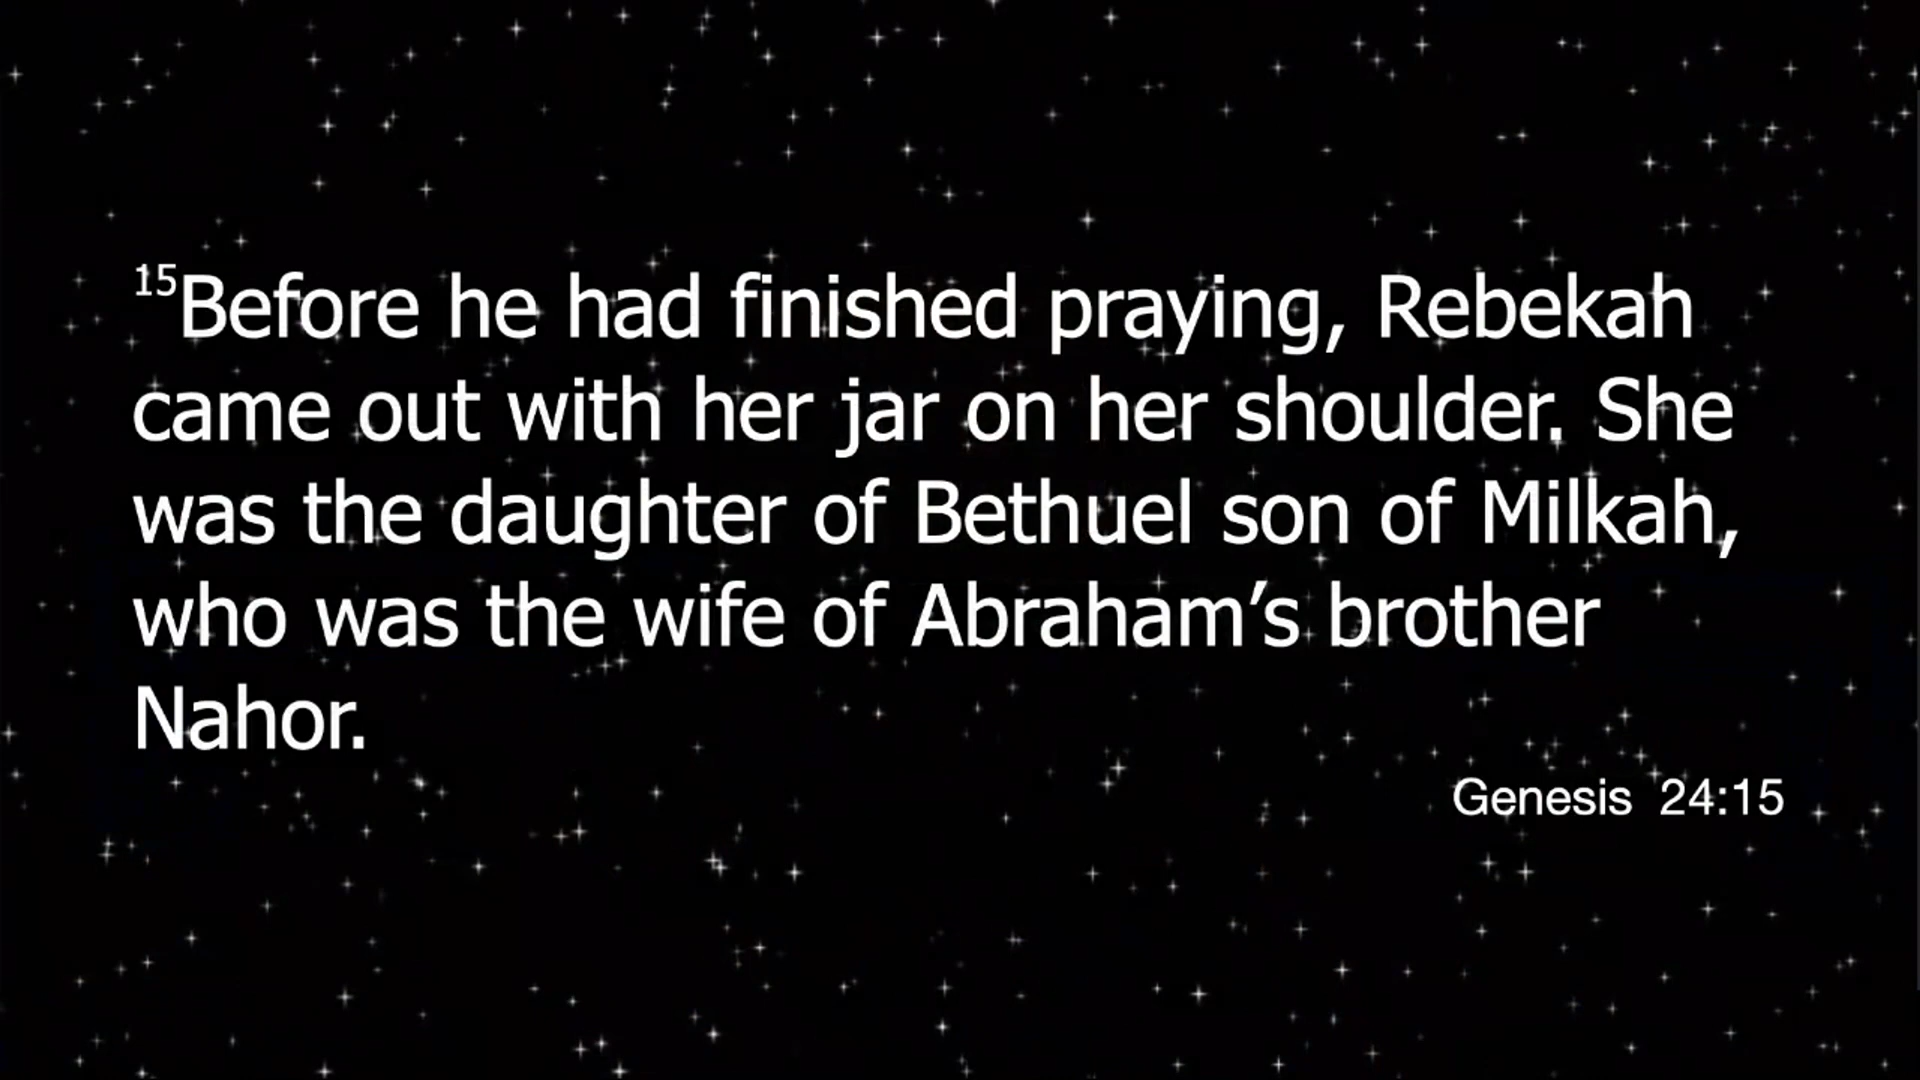 15Before he had finished praying, Rebekah
came out with her jar on her shoulder. She
was the daughter of Bethuel son of Milkah,
who was the wife of Abraham’s brother
Nahor.
Genesis 24:15